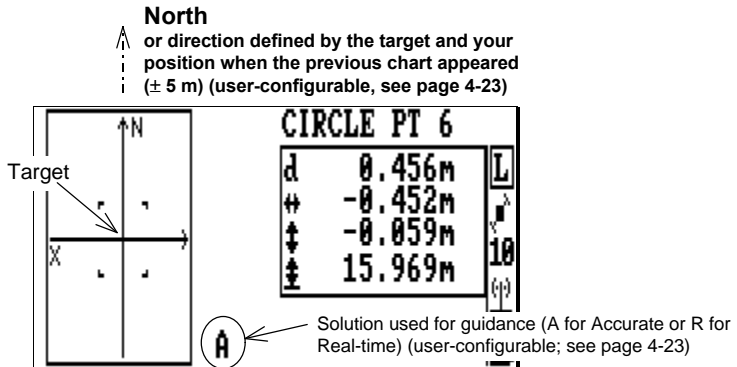 North
or direction defined by the target and your
position when the previous chart appeared
(± 5 m) (user-configurable, see page 4-23)
N
CIRCLE PT 6
Target
d 0.456m
L
-0.452m
-0.059m
10
15.969m
X
A
Solution used for guidance (A for Accurate or R for
Real-time) (user-configurable; see page 4-23)